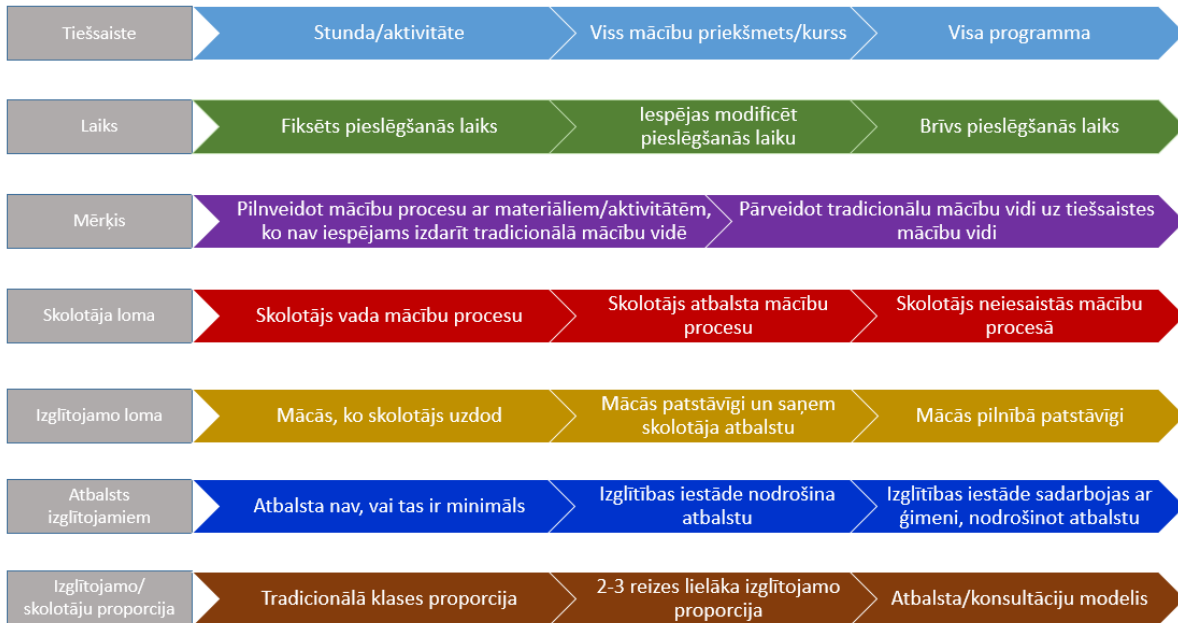 Tiešsaiste
Stunda/aktivitāte
Viss mācību priekšmets/kurss
Visa programma
Laiks
Fiksēts pieslēgšanās laiks
Iespējas modificēt
pieslēgšanās laiku
Brīvs pieslēgšanās laiks
Mērķis
Pilnveidot mācību procesu ar materiāliem/aktivitātēm,
ko nav iespējams izdarīt tradicionālā mācību vidē
Pārveidot tradicionālu mācību vidi uz tiešsaistes
mācību vidi
Skolotāja loma
Skolotājs vada mācību procesu
Skolotājs atbalsta mācību
procesu
Skolotājs neiesaistās mācību
procesā
Izglītojamo loma
Mācās, ko skolotājs uzdod
Mācās patstāvīgi un saņem
skolotāja atbalstu
Mācās pilnībā patstāvīgi
Atbalsts
izglītojamiem
Atbalsta nav, vai tas ir minimāls
Izglītības iestāde nodrošina
atbalstu
Izglītības iestāde sadarbojas ar
ģimeni, nodrošinot atbalstu
Izglītojamo/
skolotāju proporcija
Tradicionālā klases proporcija
2-3 reizes lielāka izglītojamo
proporcija
Atbalsta/konsultāciju modelis